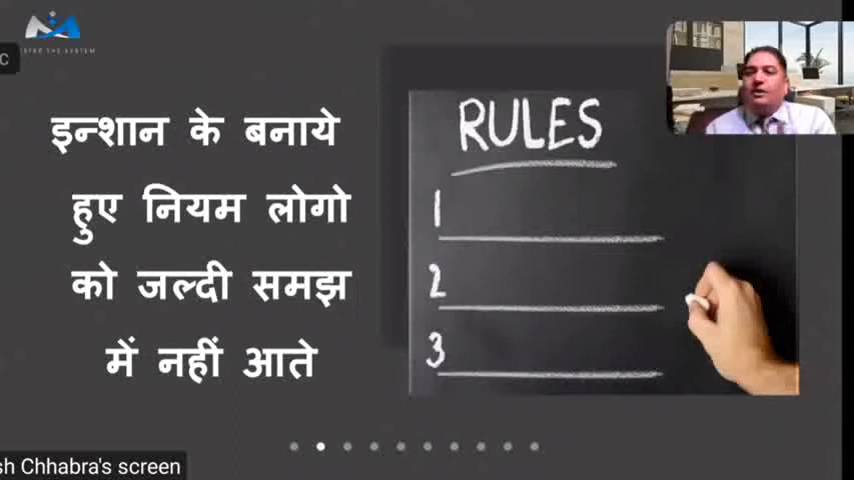 इन्शान के बनाये
हुए नियम लोगो
को जल्दी समझ
में नहीं आते
RULES
1
2
3
sh Chhabra's screen